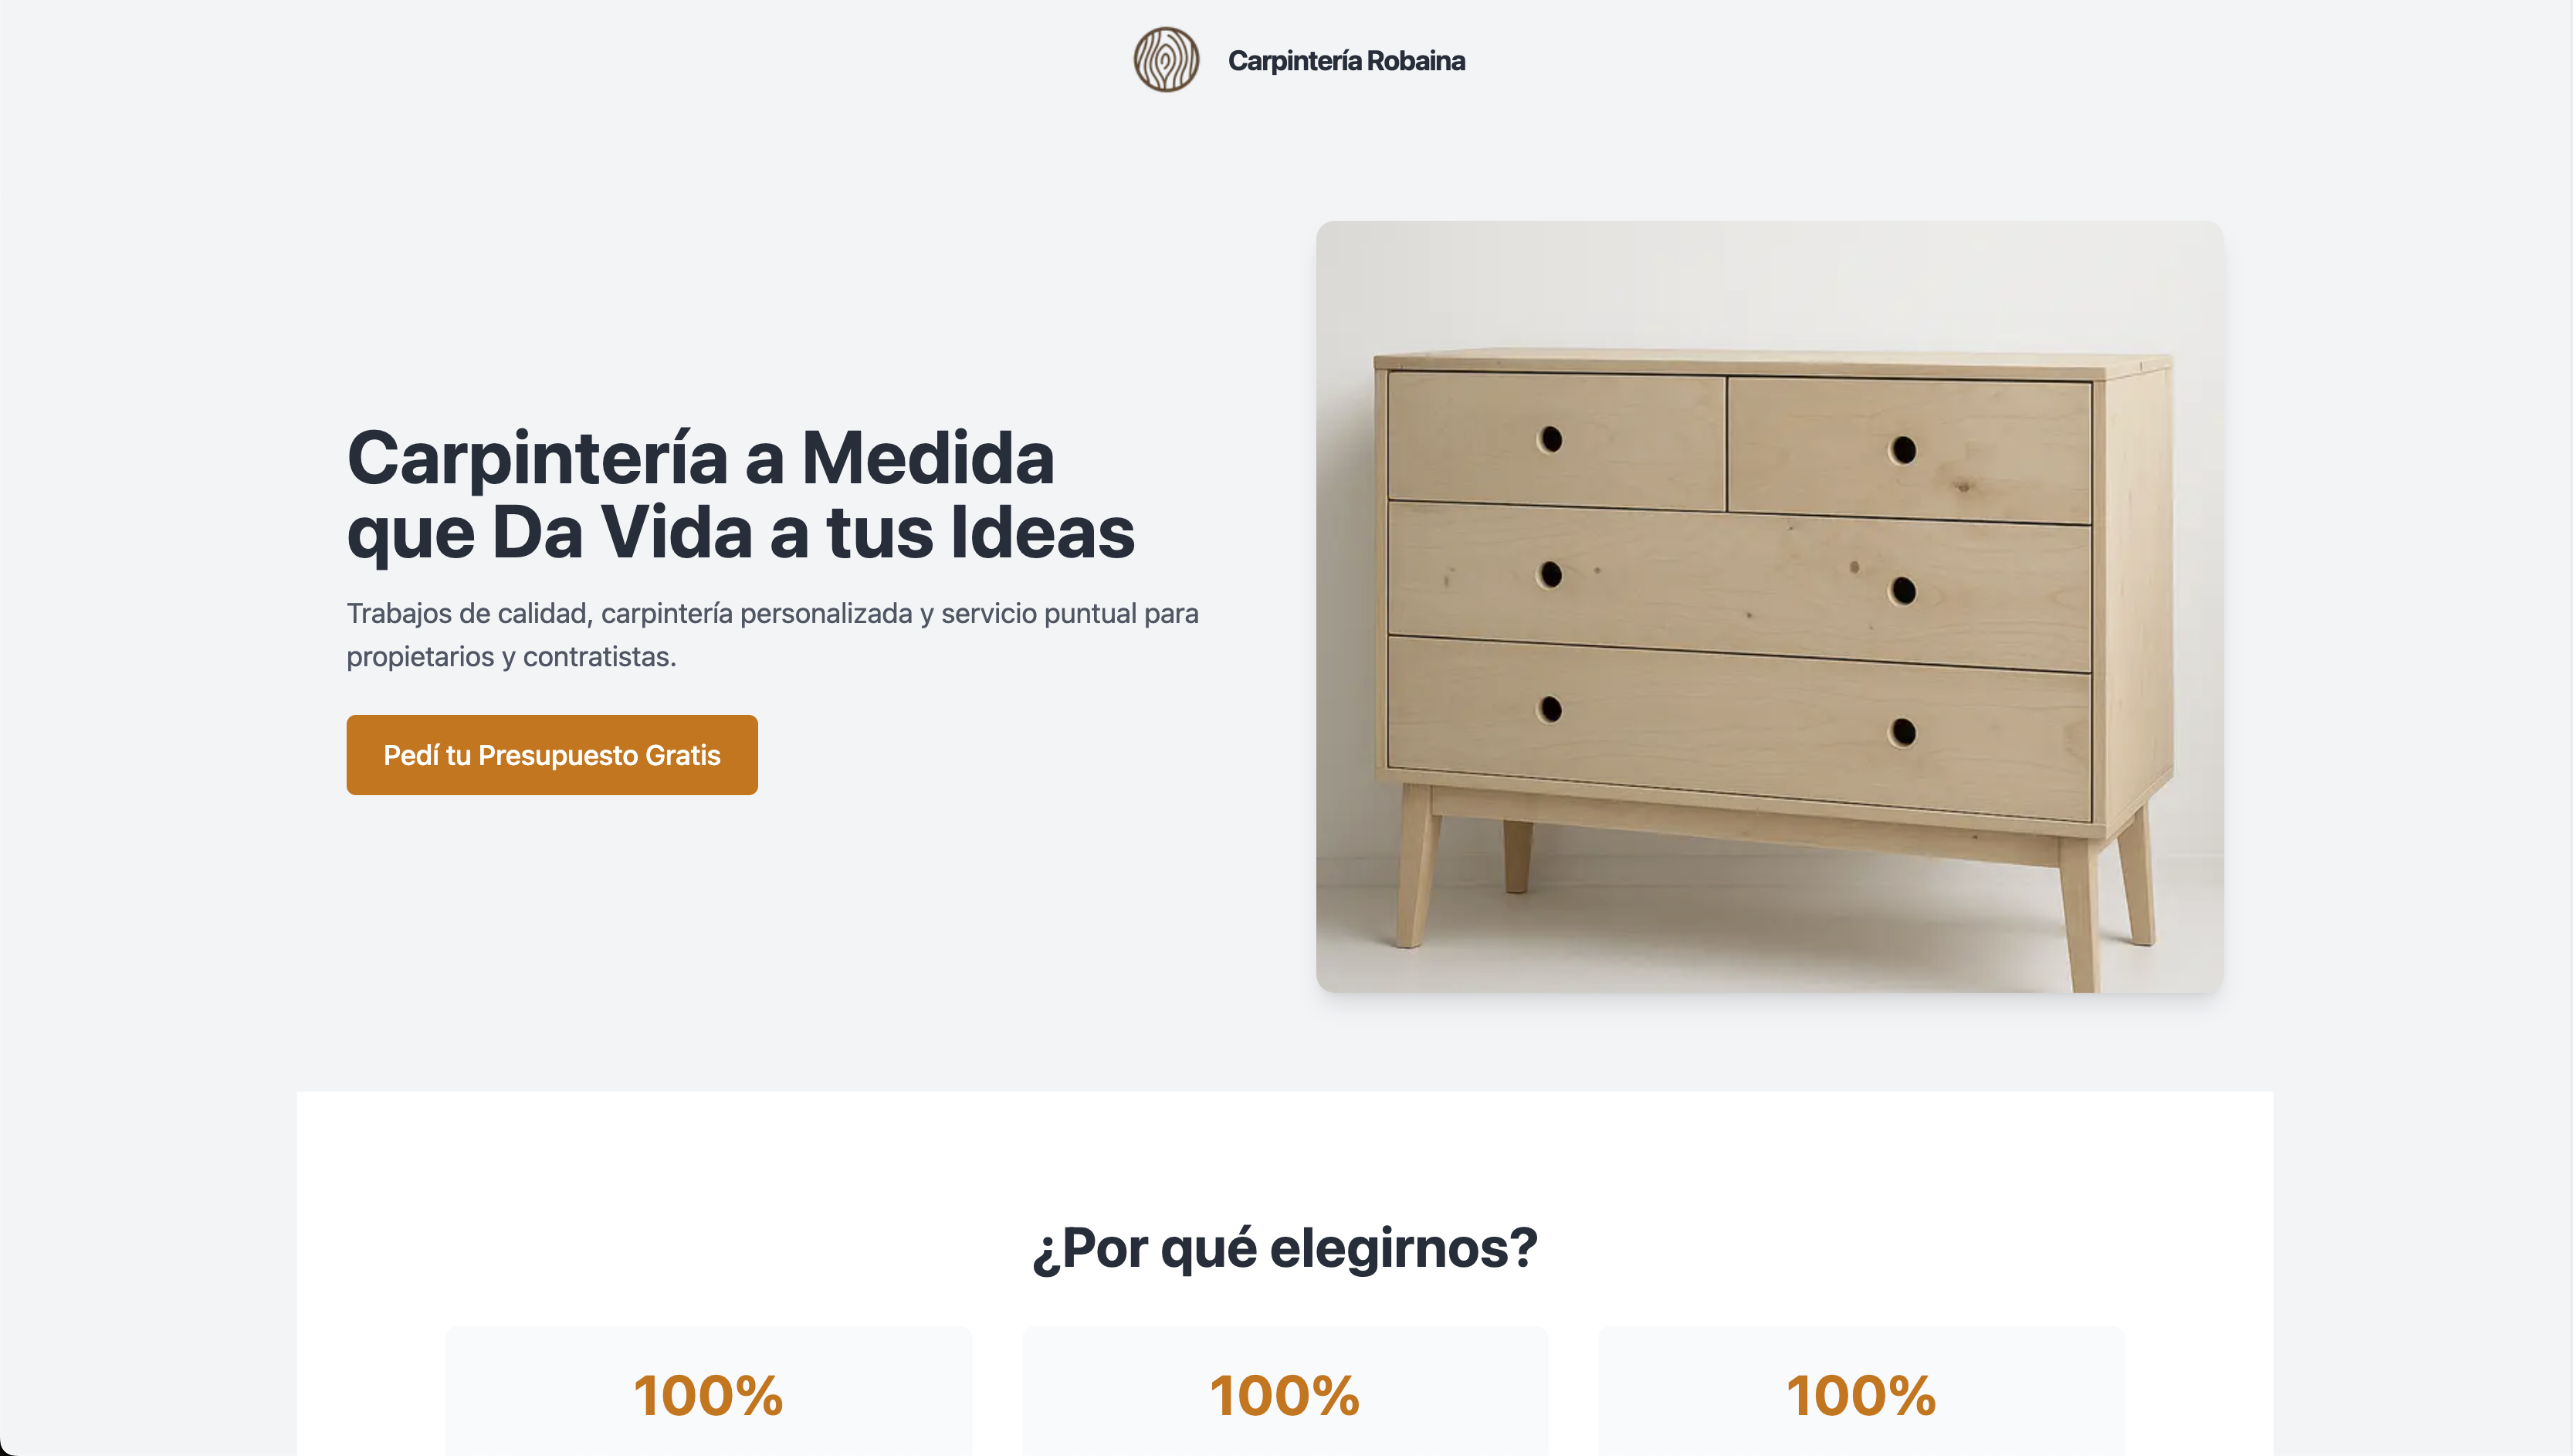 Carpintería Robaina
Carpintería a Medida
que Da Vida a tus Ideas
Trabajos de calidad, carpintería personalizada y servicio puntual para
propietarios y contratistas.
Pedí tu Presupuesto Gratis
¿Por qué elegirnos?
100%
100%
100%